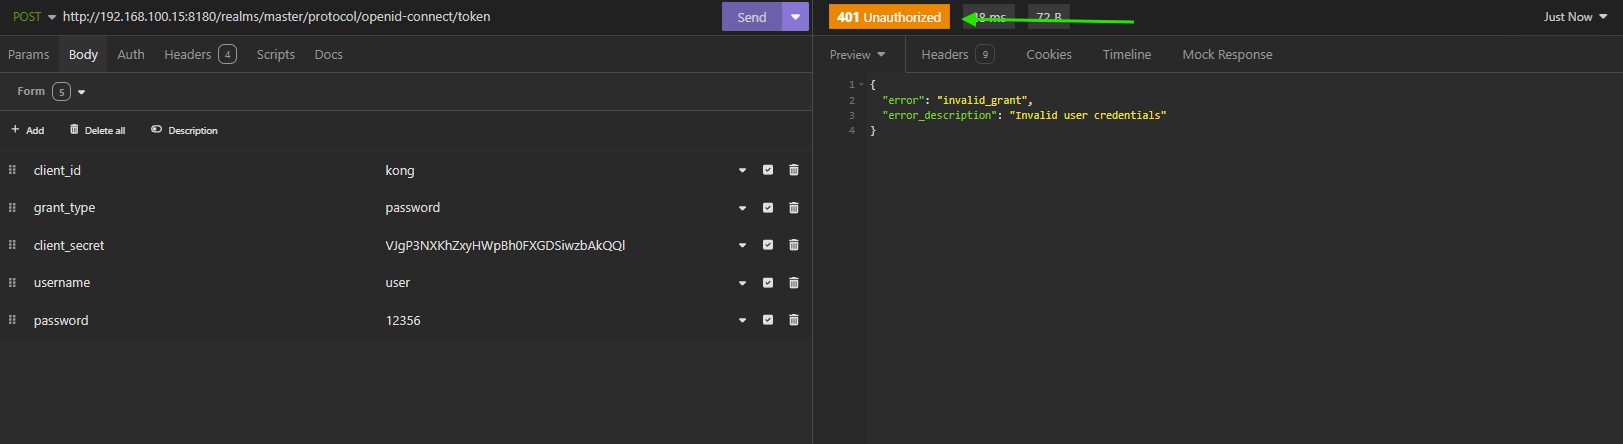 POST http://192.168.100.15:8180/realms/master/protocol/openid-connect/token Send
401 Unauthorized 48 ms 72 B Just Now
Params Body Auth Headers 4 Scripts Docs
Preview Headers 9 Cookies Timeline Mock Response
Form 5
+ Add Delete all Description
client_id kong
grant_type password
client_secret VJgP3NXKhZxyHWpBh0FXGDSiwzbAkQQl
username user
password 12356
1 {
2 "error": "invalid_grant",
3 "error_description": "Invalid user credentials"
4 }